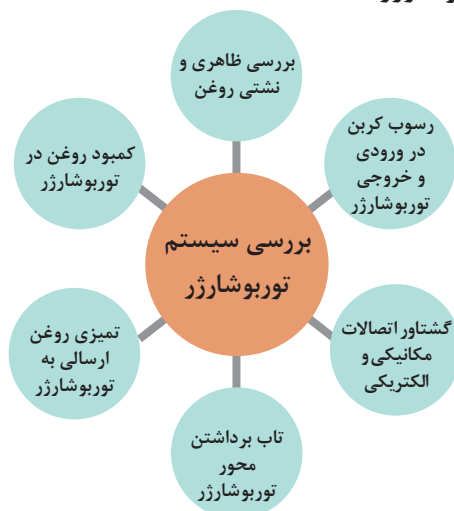 بررسی ظاهری و
نشتی روغن
رسوب کربن
در ورودی
و خروجی
توربوشارژر
کمبود روغن در
توربوشارژر
بررسی سیستم
توربوشارژر
گشتاور اتصالات
مکانیکی و
الکتریکی
تمیزی روغن
ارسالی به
توربوشارژر
تاب برداشتن
محور
توربوشارژر